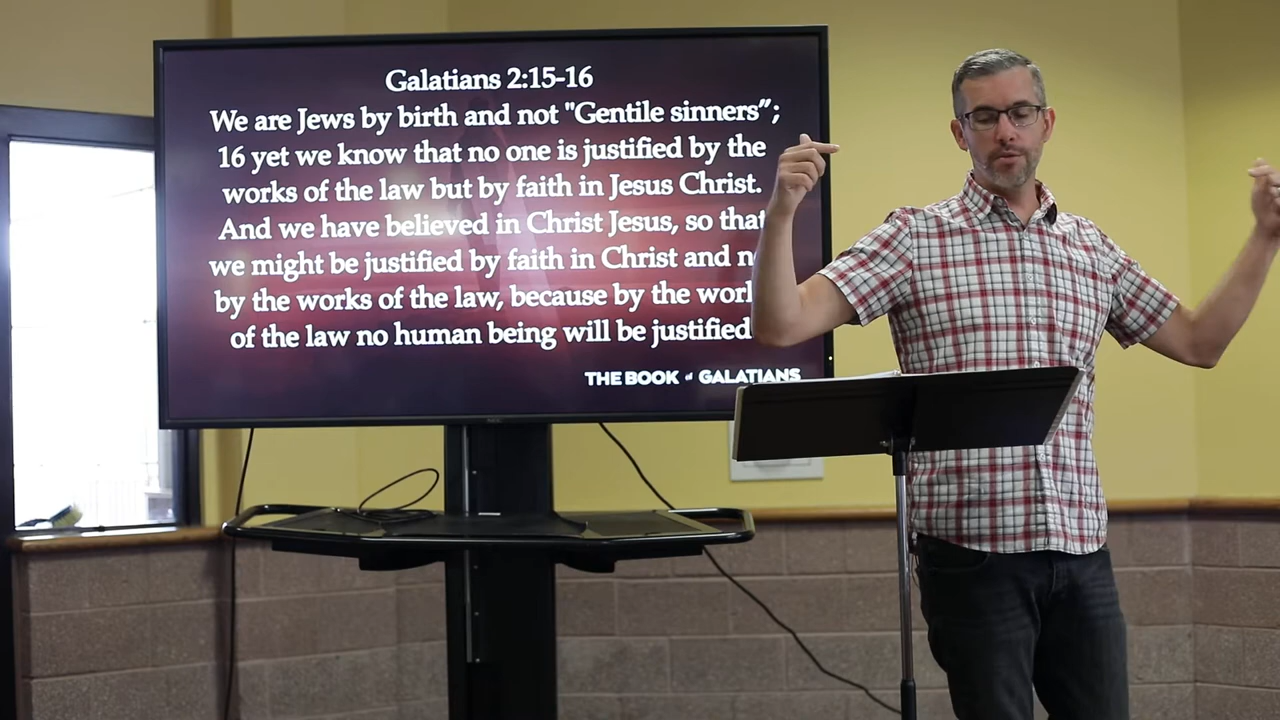 Galatians 2:15-16
We are Jews by birth and not "Gentile sinners”;
16 yet we know that no one is justified by the
works of the law but by faith in Jesus Christ.
And we have believed in Christ Jesus, so that
we might be justified by faith in Christ and
by the works of the law, because by the
of the law no human being will be justified
THE BOOK of GALATIANS